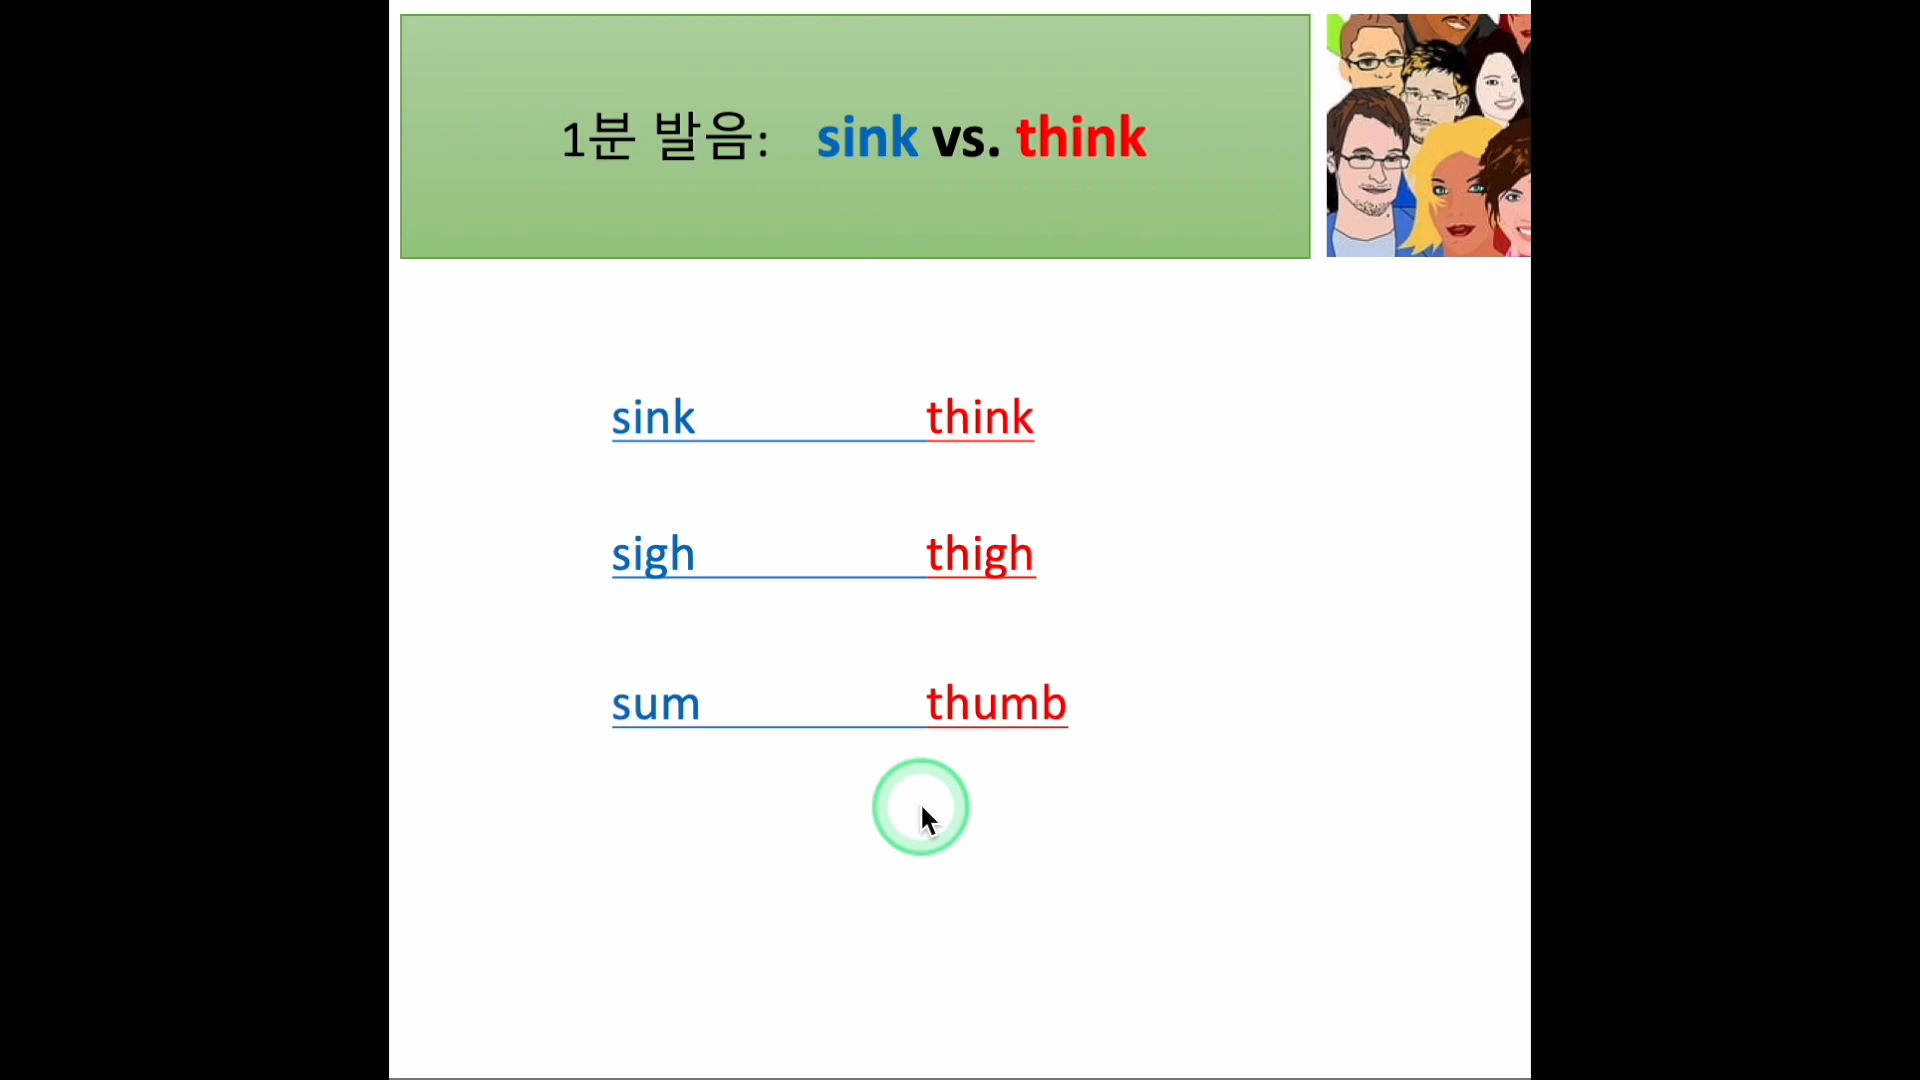 1분 발음: sink vs. think
sink think
sigh thigh
sum thumb